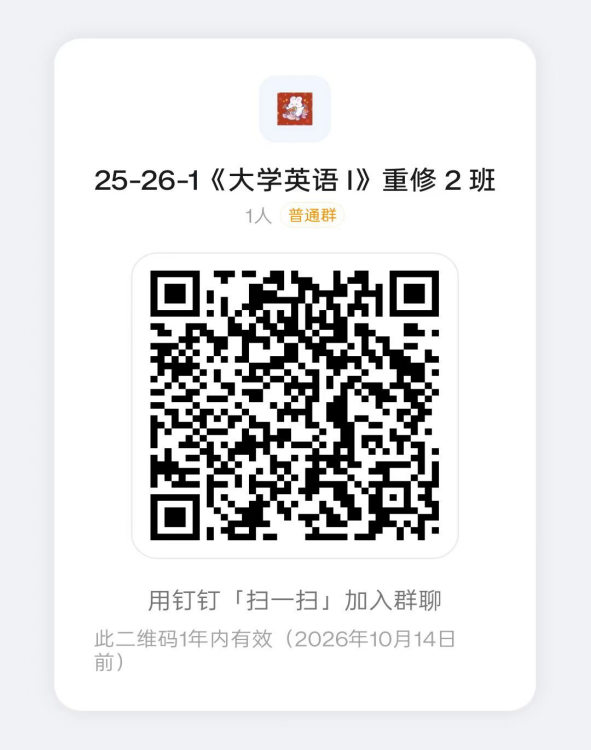 25-26-1《大学英语 I》重修 2 班
1人 普通群
用钉钉「扫一扫」加入群聊
此二维码1年内有效（2026年10月14日
前）